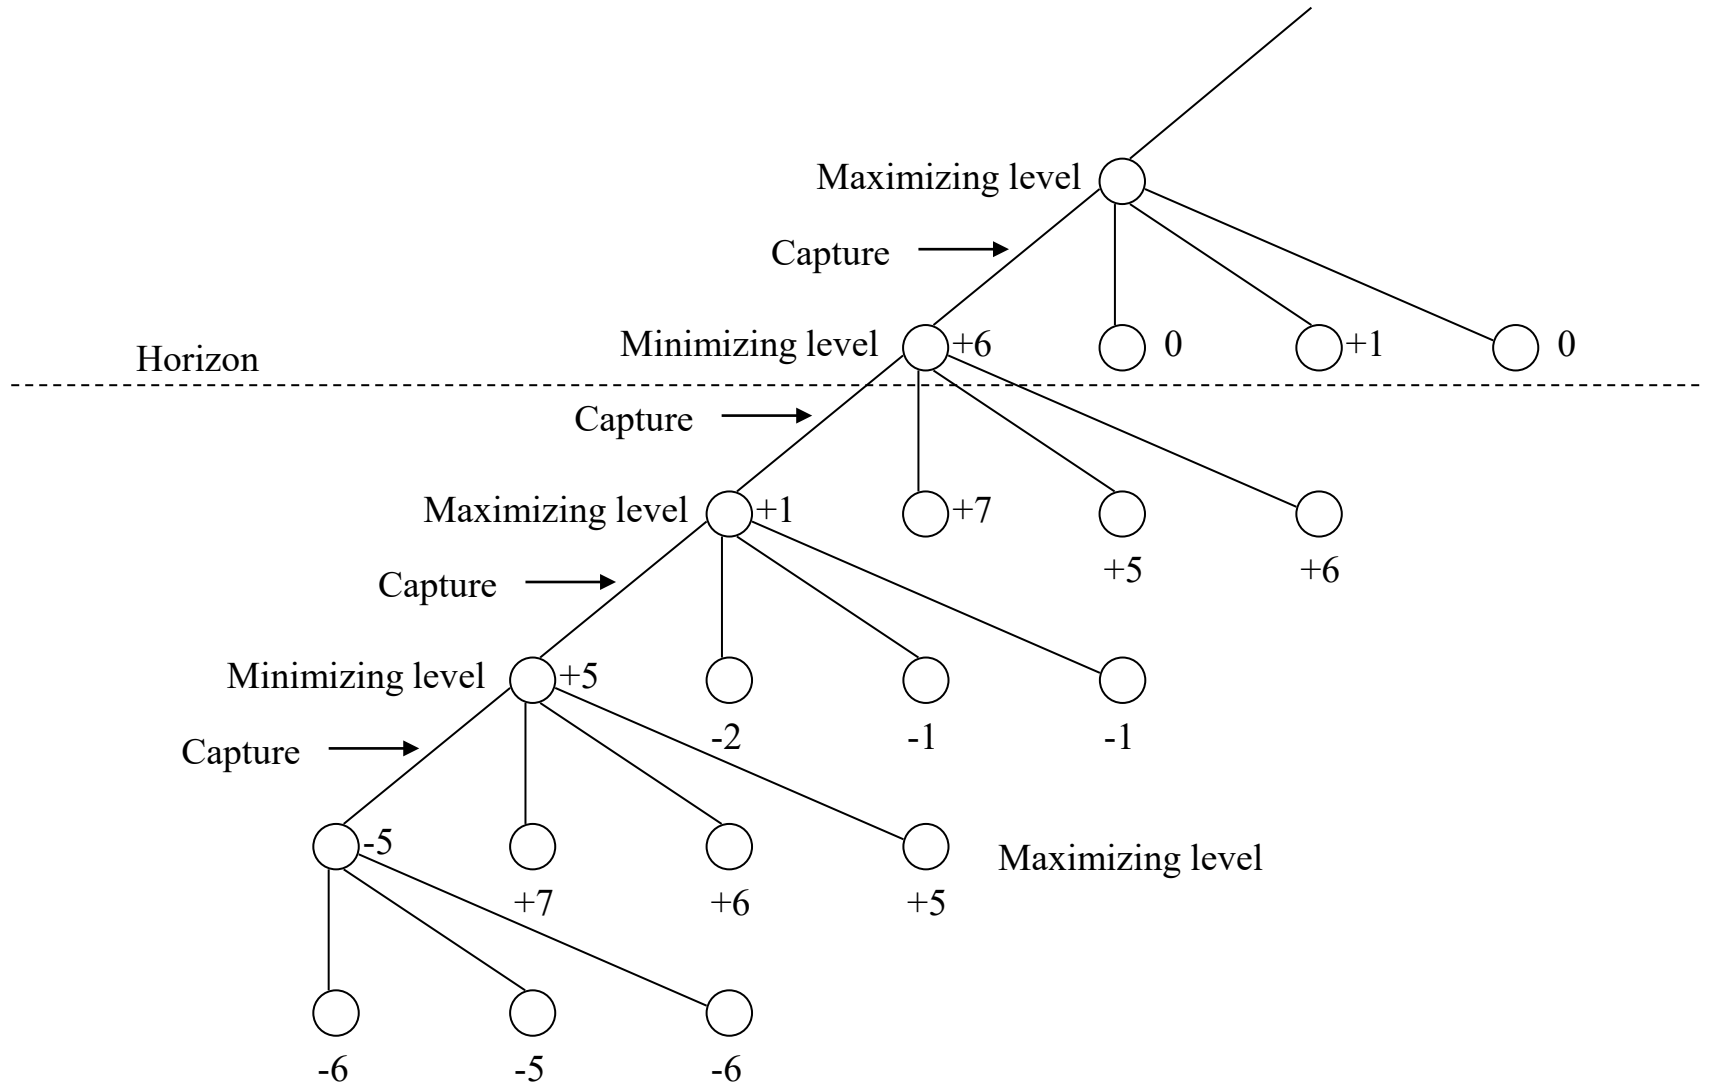 Maximizing level
Capture
Minimizing level +6 0 +1 0
Horizon
Capture
Maximizing level +1 +7
+5 +6
Capture
Minimizing level +5
-2 -1 -1
Capture
-5 Maximizing level
+7 +6 +5
-6 -5 -6